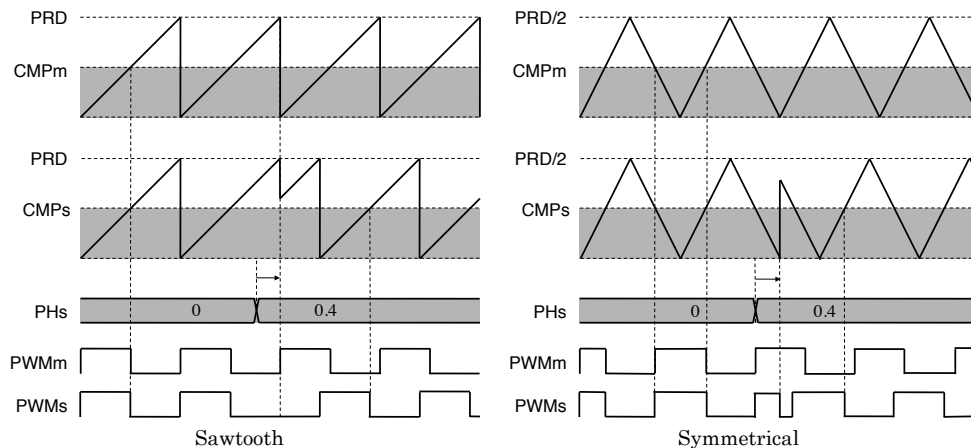 PRD
CMPm
PRD
CMPs
PHs
0
0.4
PWMm
PWMs
Sawtooth
PRD/2
CMPm
PRD/2
CMPs
PHs
0
0.4
PWMm
PWMs
Symmetrical